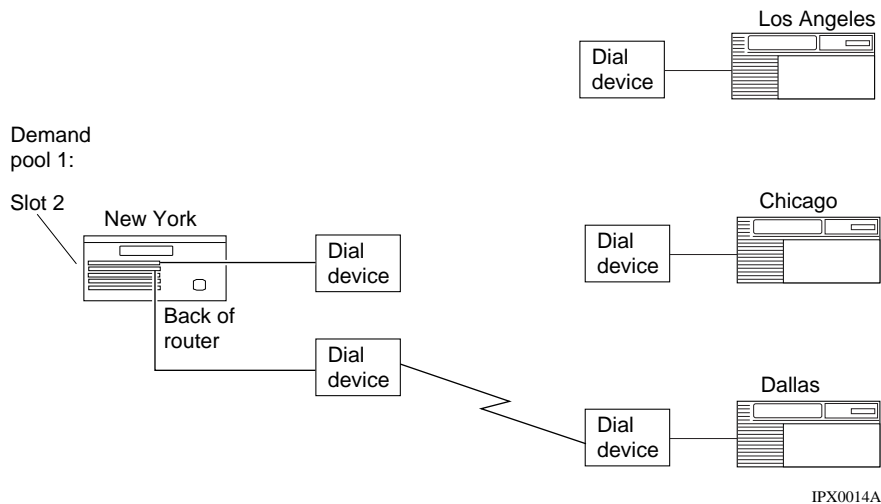 Los Angeles
Dial
device
Demand
pool 1:
Slot 2
New York
Chicago
Dial
device
Dial
device
Back of
router
Dial
device
Dallas
Dial
device
IPX0014A